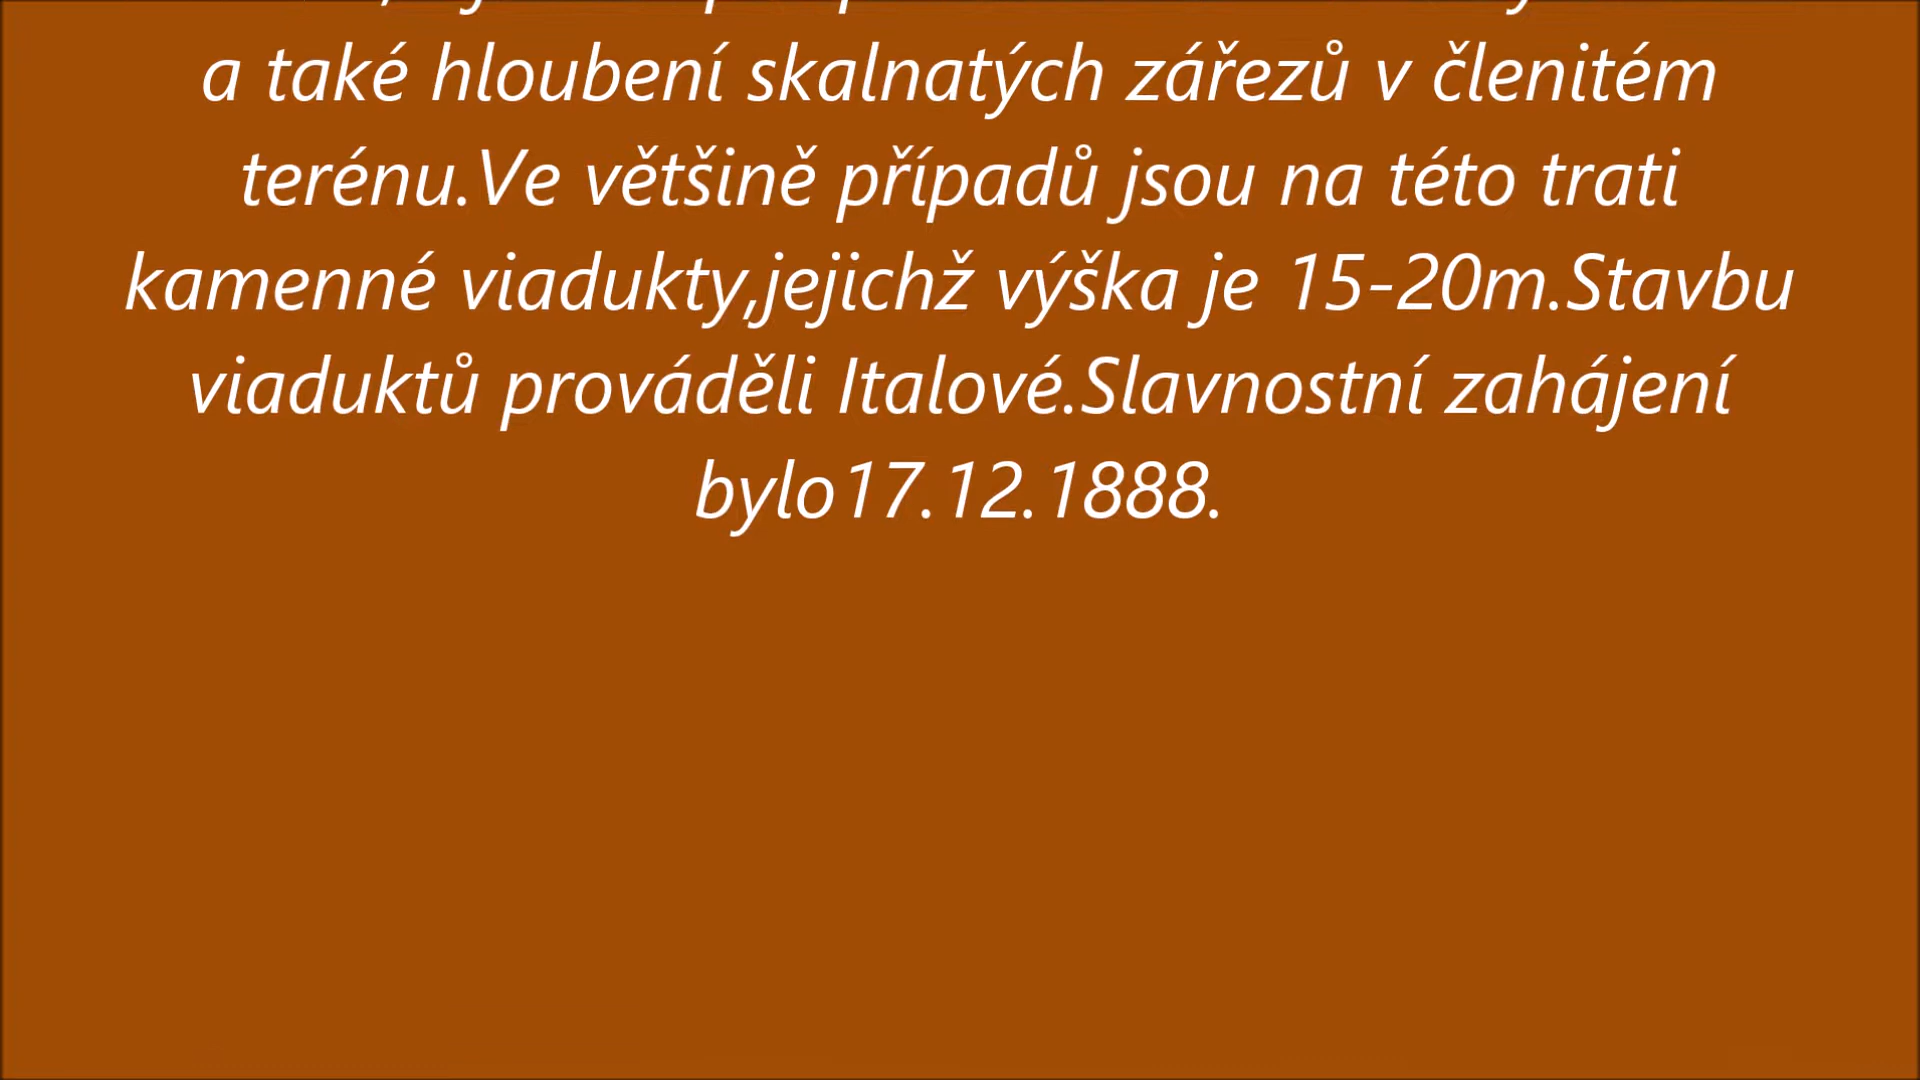 a také hloubení skalnatých zářezů v členitém
terénu.Ve většině případů jsou na této trati
kamenné viadukty,jejichž výška je 15-20m.Stavbu
viaduktů prováděli Italové.Slavnostní zahájení
bylo17.12.1888.